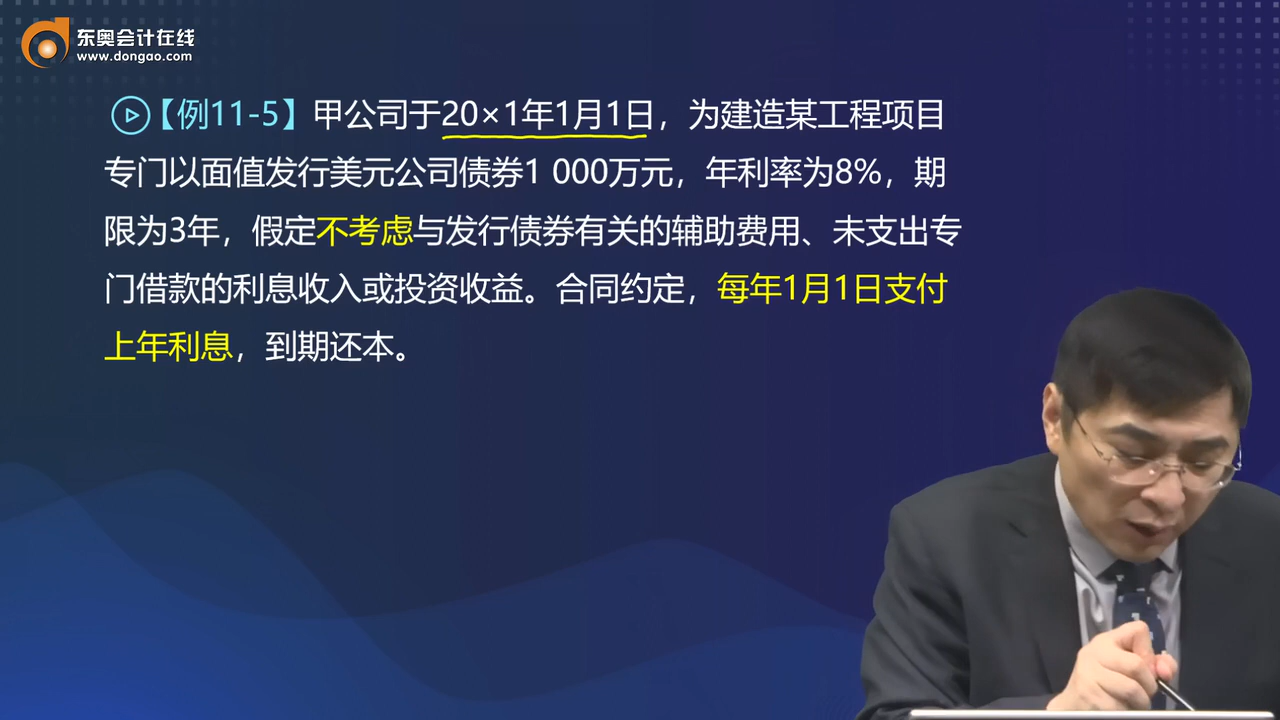 东奥会计在线
www.dongao.com
【例11-5】甲公司于20×1年1月1日，为建造某工程项目
专门以面值发行美元公司债券1 000万元，年利率为8%，期
限为3年，假定不考虑与发行债券有关的辅助费用、未支出专
门借款的利息收入或投资收益。合同约定，每年1月1日支付
上年利息，到期还本。